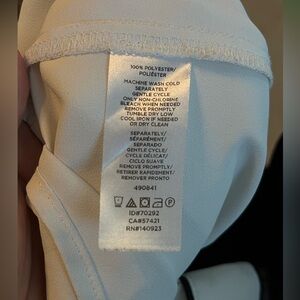 100% POLYESTER/
POLIÉSTER
MACHINE WASH COLD
SEPARATELY
GENTLE CYCLE
ONLY NON-CHLORINE
BLEACH WHEN NEEDED
REMOVE PROMPTLY
TUMBLE DRY LOW
COOL IRON IF NEEDED
OR DRY CLEAN
SEPARATELY/
SÉPARÉMENT/
SEPARADO
GENTLE CYCLE/
CYCLE DÉLICAT/
CICLO SUAVE
REMOVE PROMPTLY/
RETIRER RAPIDEMENT/
REMOVER PRONTO
490841
ID#70292
CA#57421
RN#140923